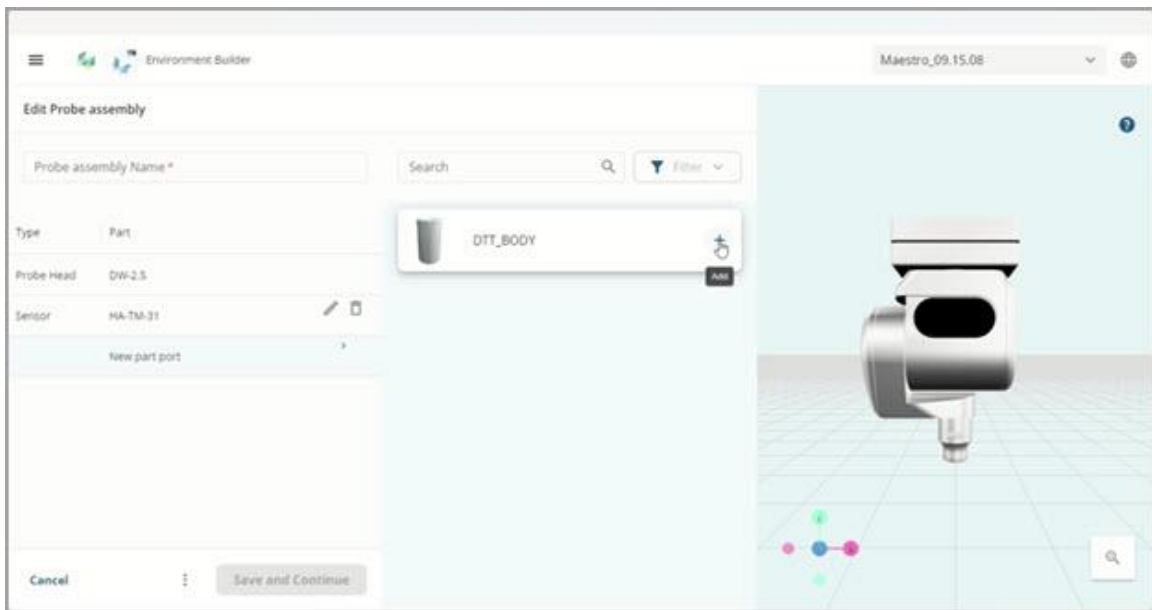 Environment Builder
Maestro_09.15.08
Edit Probe assembly
Probe assembly Name *
Search
Filter
Type Part
DTT_BODY
Add
Probe Head DW-2.5
Sensor HA-TM-31
New part port
Cancel
Save and Continue